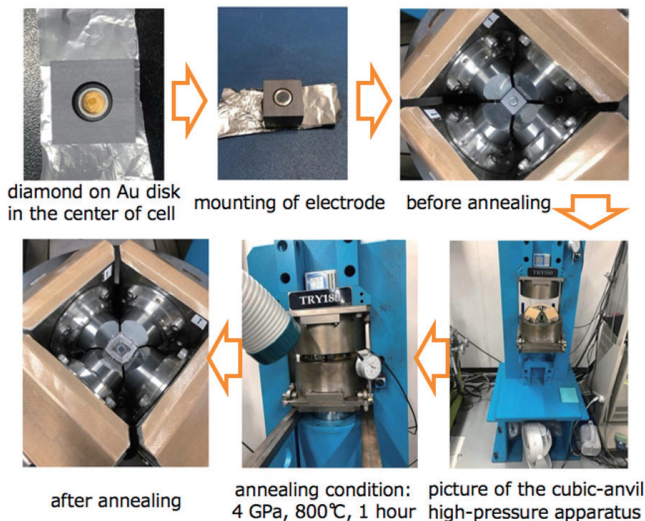 diamond on Au disk
in the center of cell
mounting of electrode
before annealing
TRY180
picture of the cubic-anvil
high-pressure apparatus
TRY180
annealing condition:
4 GPa, 800℃, 1 hour
after annealing